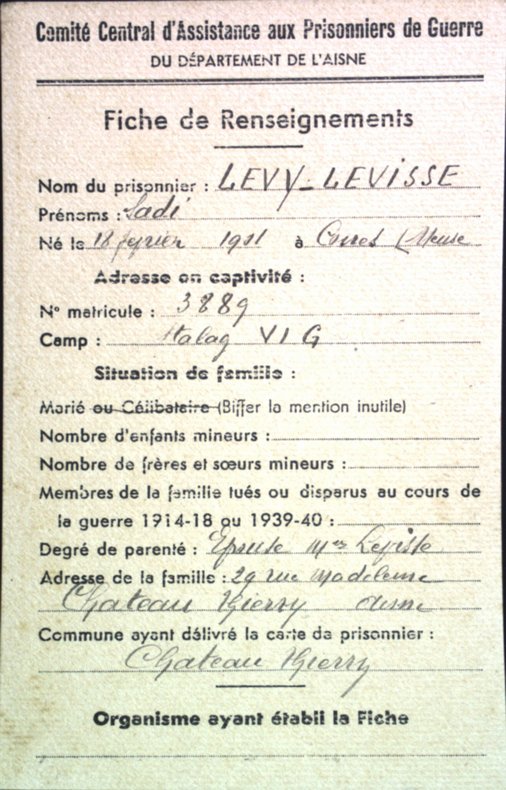 Comité Central d'Assistance aux Prisonniers de Guerre
DU DÉPARTEMENT DE L'AISNE
Fiche de Renseignements
Nom du prisonnier : LEVY-LEVISSE
Prénoms : Sadi
Né le 18 février 1901 à (Meuse
Adresse en captivité :
N° matricule : 3889
Camp : Stalag VI G
Situation de famille :
Marié ou Célibataire (Biffer la mention inutile)
Nombre d'enfants mineurs :
Nombre de frères et sœurs mineurs :
Membres de la famille tués ou disparus au cours de
la guerre 1914-18 ou 1939-40 :
Degré de parenté : Epouse Mme
Adresse de la famille : 29 rue Madeleine
Chateau Thierry Aisne
Commune ayant délivré la carte de prisonnier :
Chateau Thierry
Organisme ayant établi la Fiche